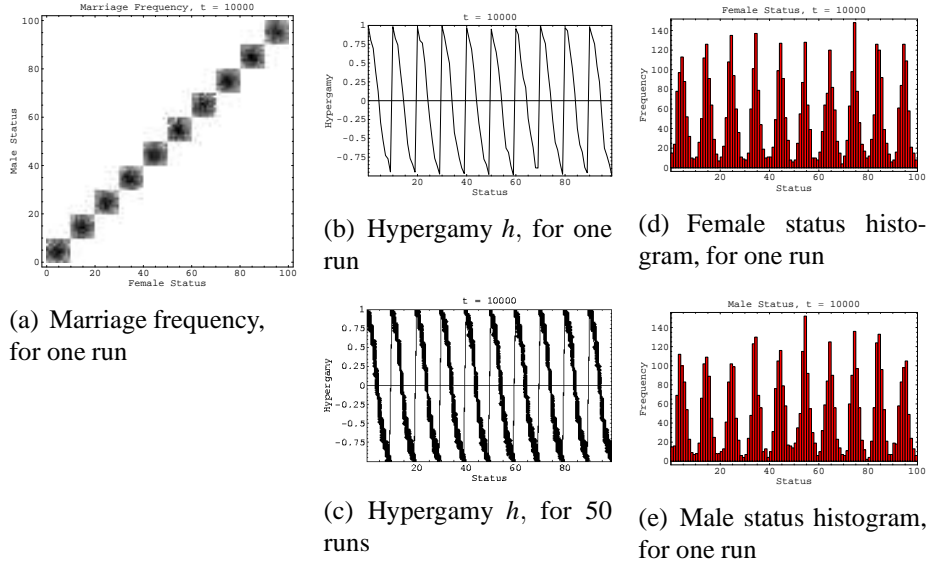 Marriage Frequency, t = 10000
100
80
60
40
20
0
Male Status
0 20 40 60 80 100
Female Status
(a) Marriage frequency,
for one run
t = 10000
1
0.75
0.5
0.25
0
-0.25
-0.5
-0.75
Hypergamy
20 40 60 80
Status
(b) Hypergamy h, for one
run
t = 10000
1
0.75
0.5
0.25
0
-0.25
-0.5
-0.75
Hypergamy
20 40 60 80
Status
(c) Hypergamy h, for 50
runs
Female Status, t = 10000
140
120
100
80
60
40
20
0
Frequency
0 20 40 60 80 100
Status
(d) Female status histo-
gram, for one run
Male Status, t = 10000
140
120
100
80
60
40
20
0
Frequency
0 20 40 60 80 100
Status
(e) Male status histogram,
for one run